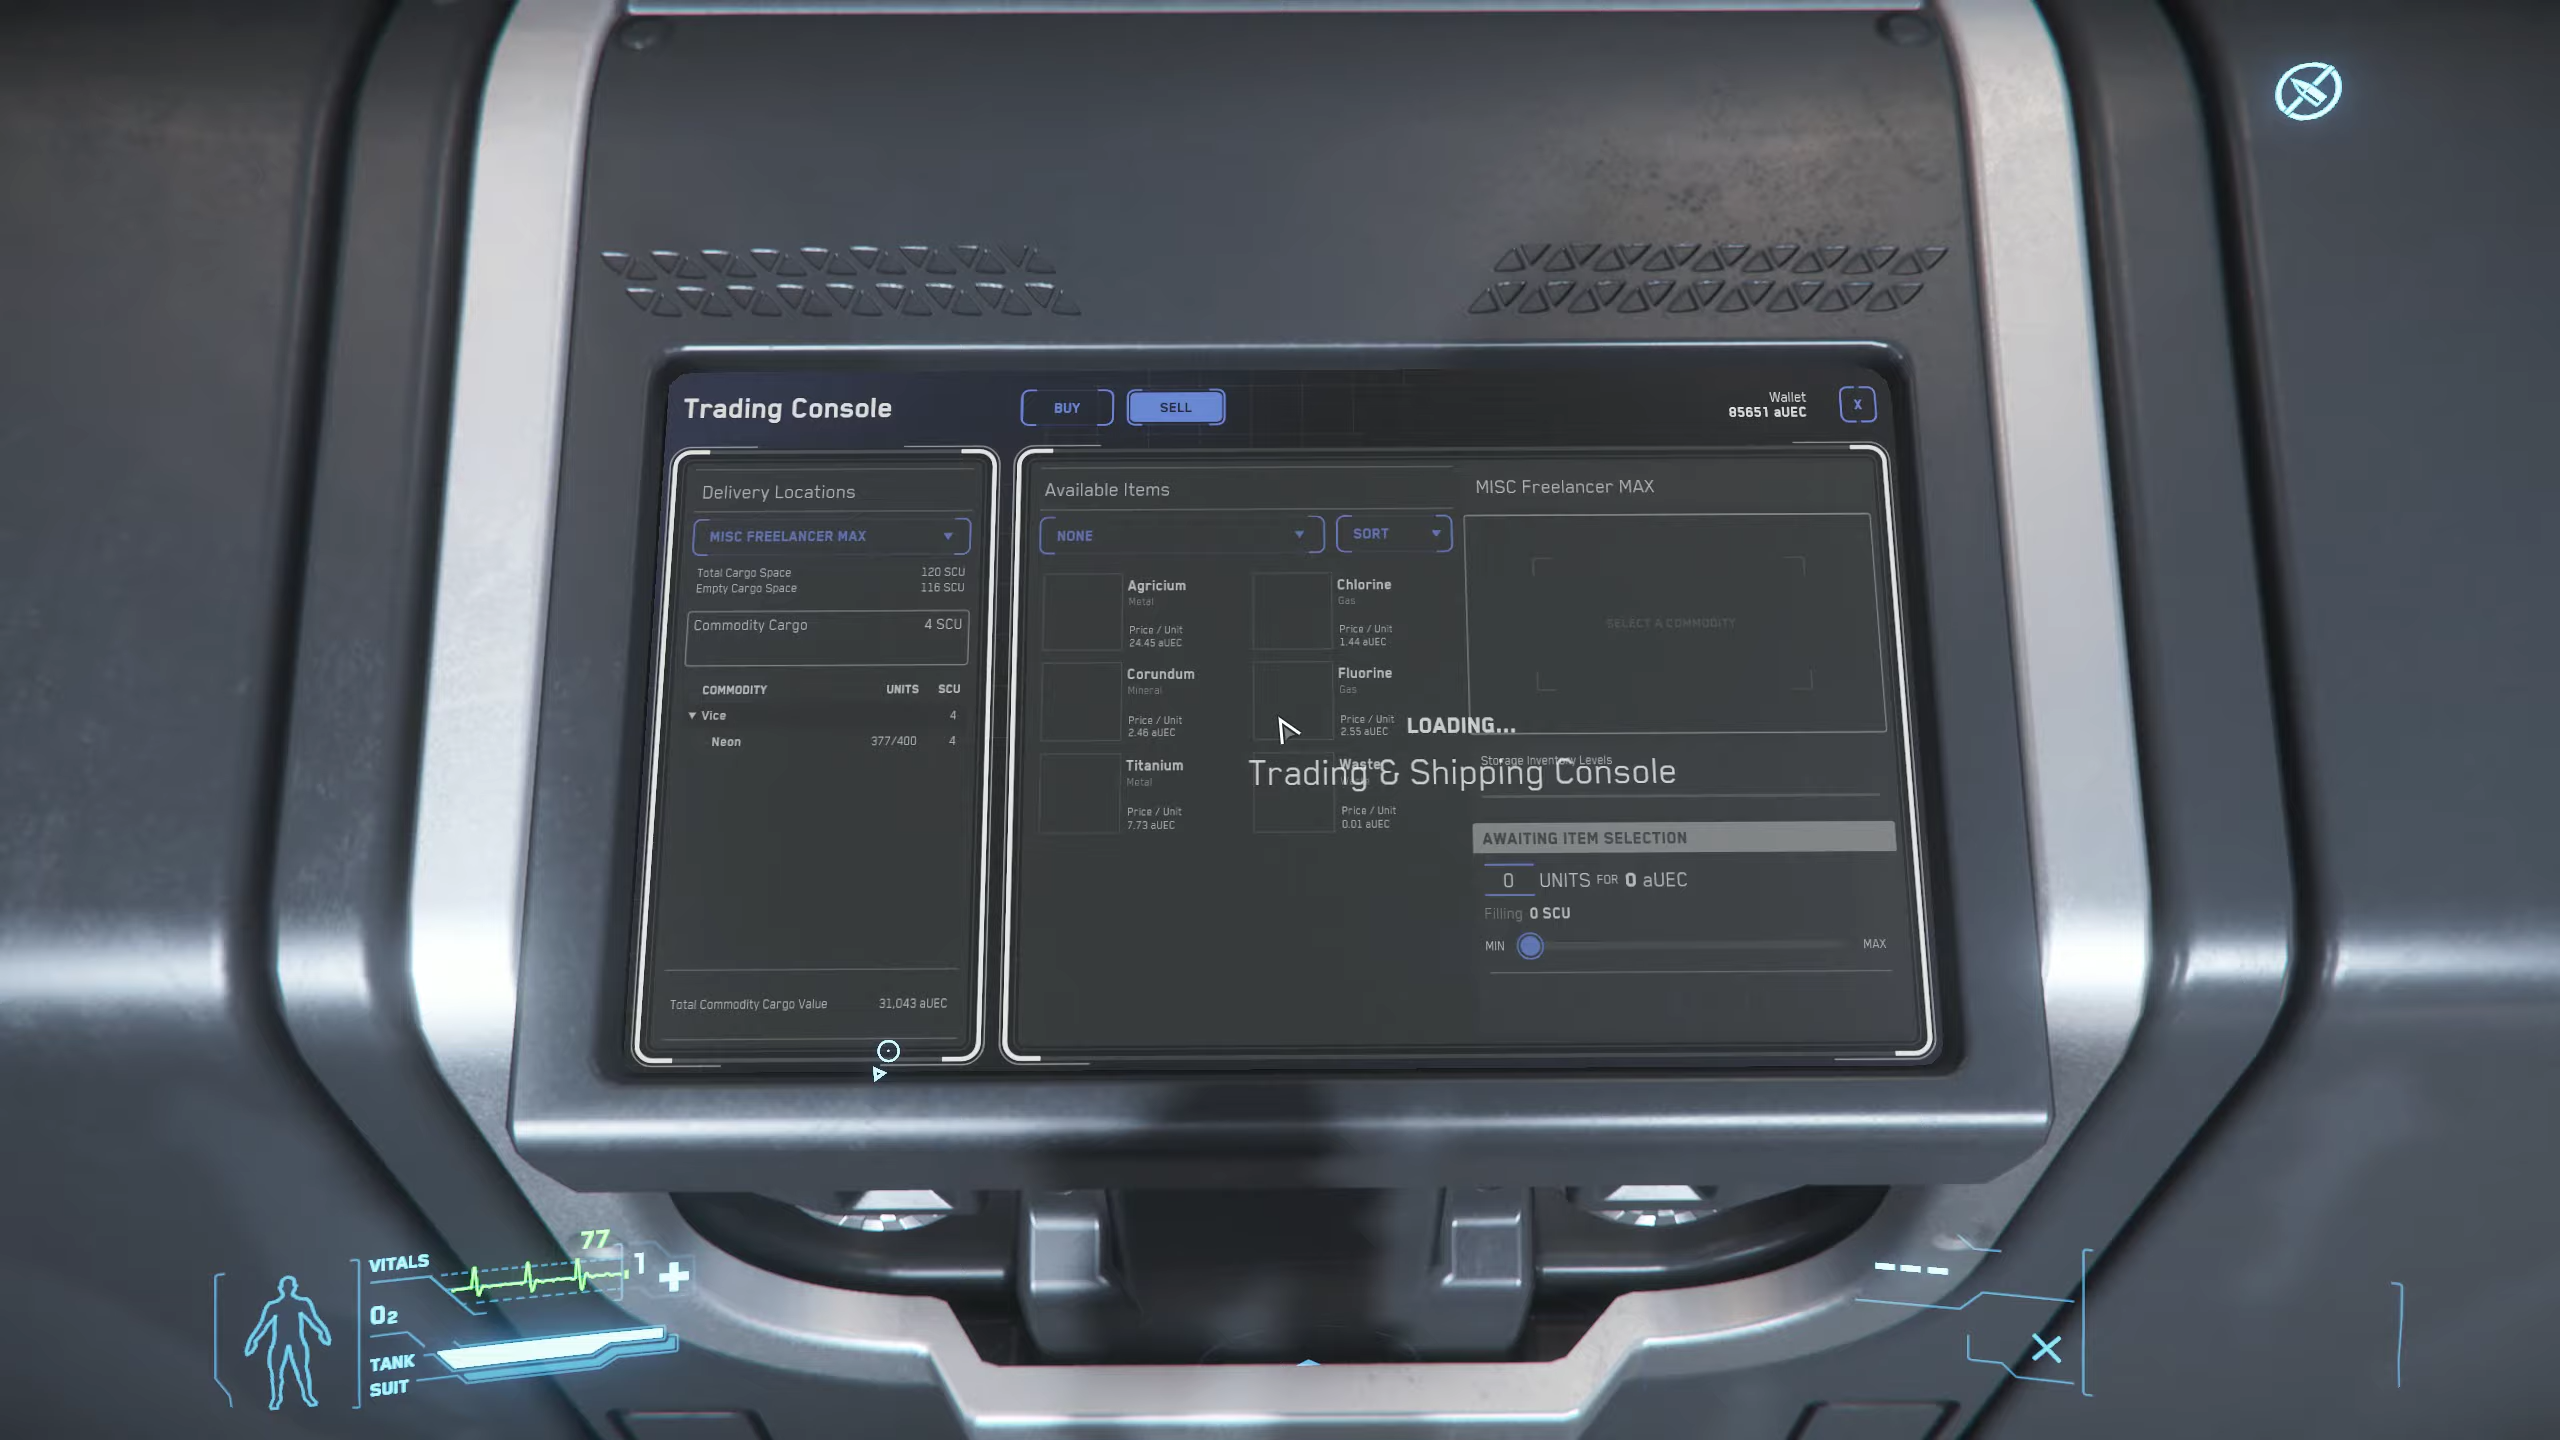 Trading Console
BUY
SELL
Wallet
85651 aUEC
X
Delivery Locations
MISC FREELANCER MAX
Total Cargo Space 120 SCU
Empty Cargo Space 116 SCU
Commodity Cargo 4 SCU
COMMODITY UNITS SCU
Vice 4
Neon 377/400 4
Total Commodity Cargo Value 31,043 aUEC
Available Items
NONE
SORT
Agricium
Metal
Price / Unit
24.45 aUEC
Chlorine
Gas
Price / Unit
1.44 aUEC
Corundum
Mineral
Price / Unit
2.46 aUEC
Fluorine
Gas
Price / Unit
2.55 aUEC
Titanium
Metal
Price / Unit
7.73 aUEC
Waste
Price / Unit
0.01 aUEC
LOADING...
Trading & Shipping Console
MISC Freelancer MAX
SELECT A COMMODITY
Storage Inventory Levels
AWAITING ITEM SELECTION
0 UNITS FOR 0 aUEC
Filling 0 SCU
MIN
MAX
VITALS
77
1
O2
TANK
SUIT